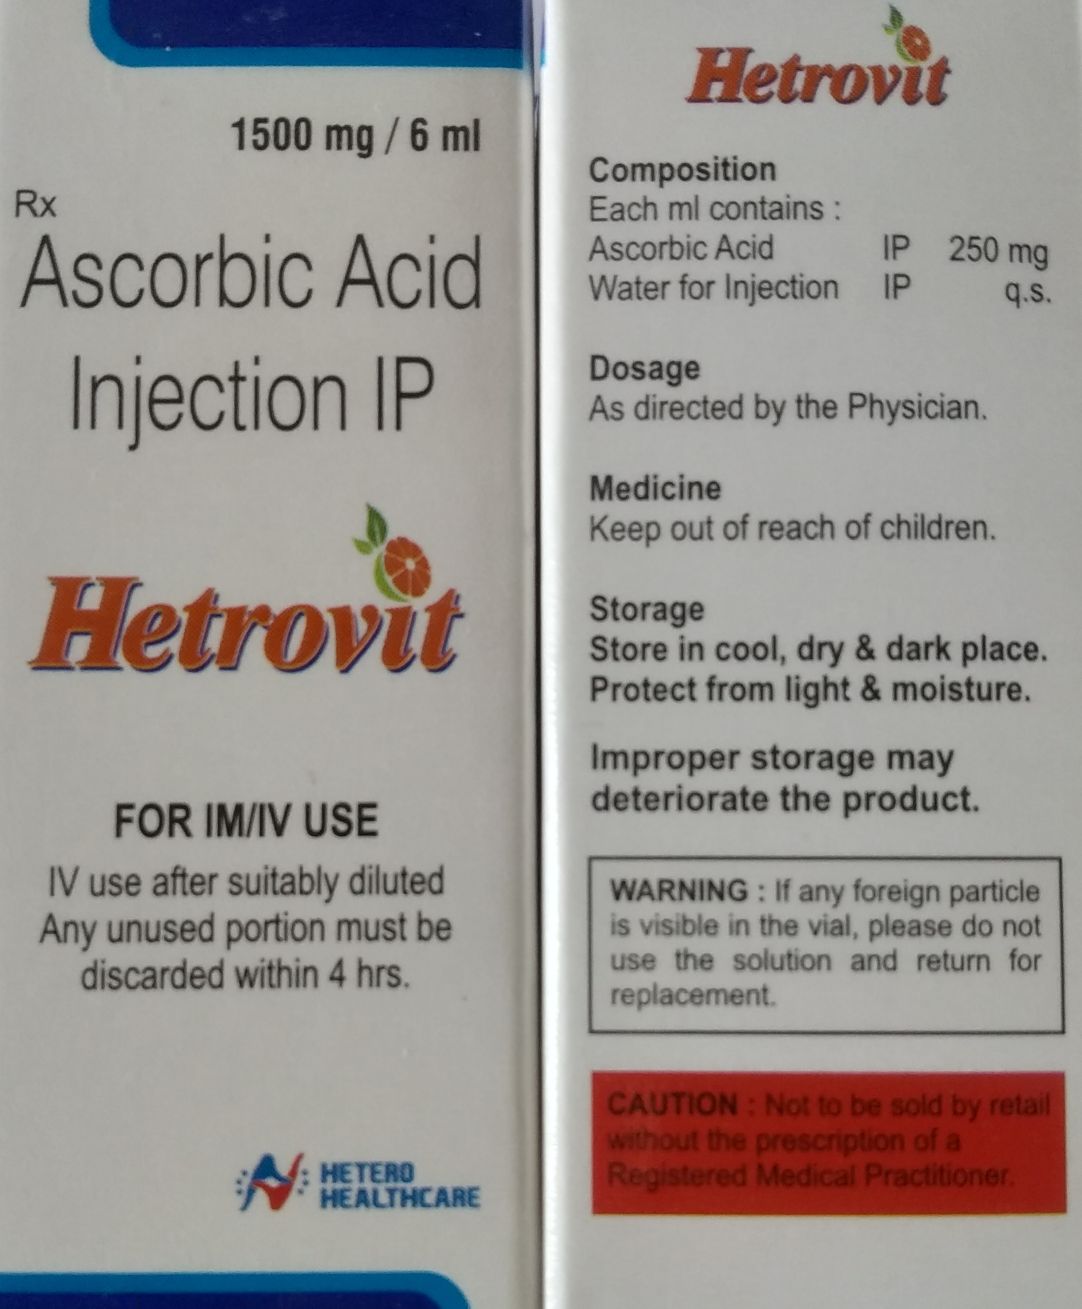 1500 mg / 6 ml
Rx
Ascorbic Acid
Injection IP
Hetrovit
FOR IM/IV USE
IV use after suitably diluted
Any unused portion must be
discarded within 4 hrs.
HETERO
HEALTHCARE
Hetrovit
Composition
Each ml contains :
Ascorbic Acid IP 250 mg
Water for Injection IP q.s.
Dosage
As directed by the Physician.
Medicine
Keep out of reach of children.
Storage
Store in cool, dry & dark place.
Protect from light & moisture.
Improper storage may
deteriorate the product.
WARNING : If any foreign particle
is visible in the vial, please do not
use the solution and return for
replacement.
CAUTION : Not to be sold by retail
without the prescription of a
Registered Medical Practitioner.